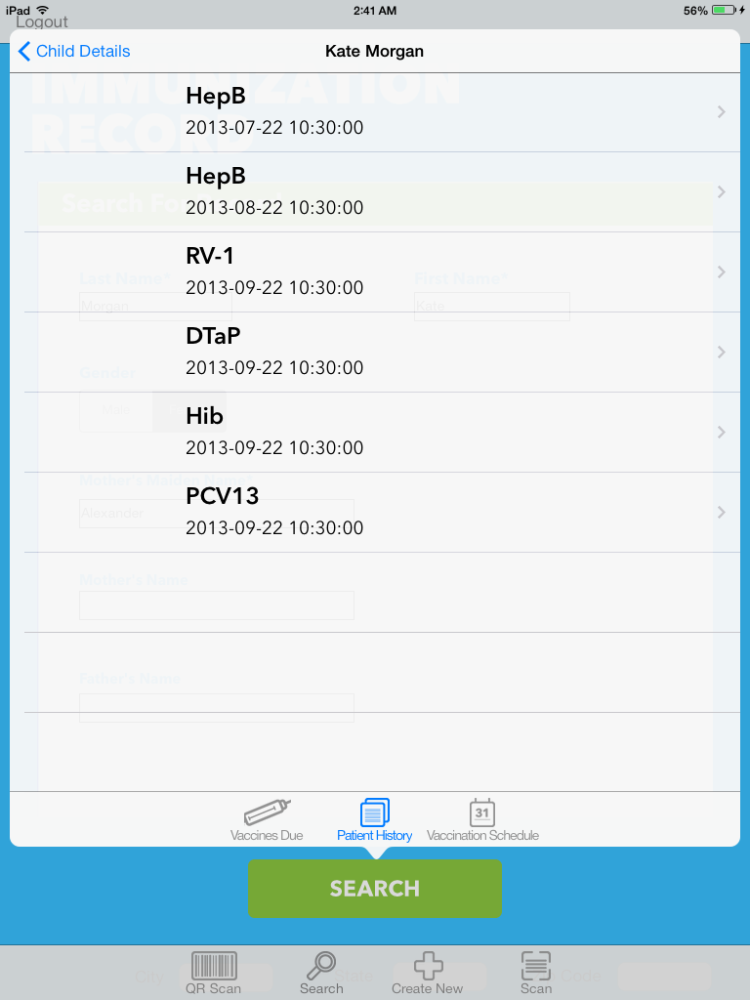 iPad 2:41 AM 56%
Logout
Child Details Kate Morgan
IMMUNIZATION
RECORD
HepB
2013-07-22 10:30:00
HepB
2013-08-22 10:30:00
Search Fo
RV-1
2013-09-22 10:30:00
Last Name* First Name*
Morgan Kate
DTaP
2013-09-22 10:30:00
Gender
Male
Hib
2013-09-22 10:30:00
Mother's Maiden Name*
PCV13
Alexander
2013-09-22 10:30:00
Mother's Name
Father's Name
31
Vaccines Due Patient History Vaccination Schedule
SEARCH
City State Code
QR Scan Search Create New Scan